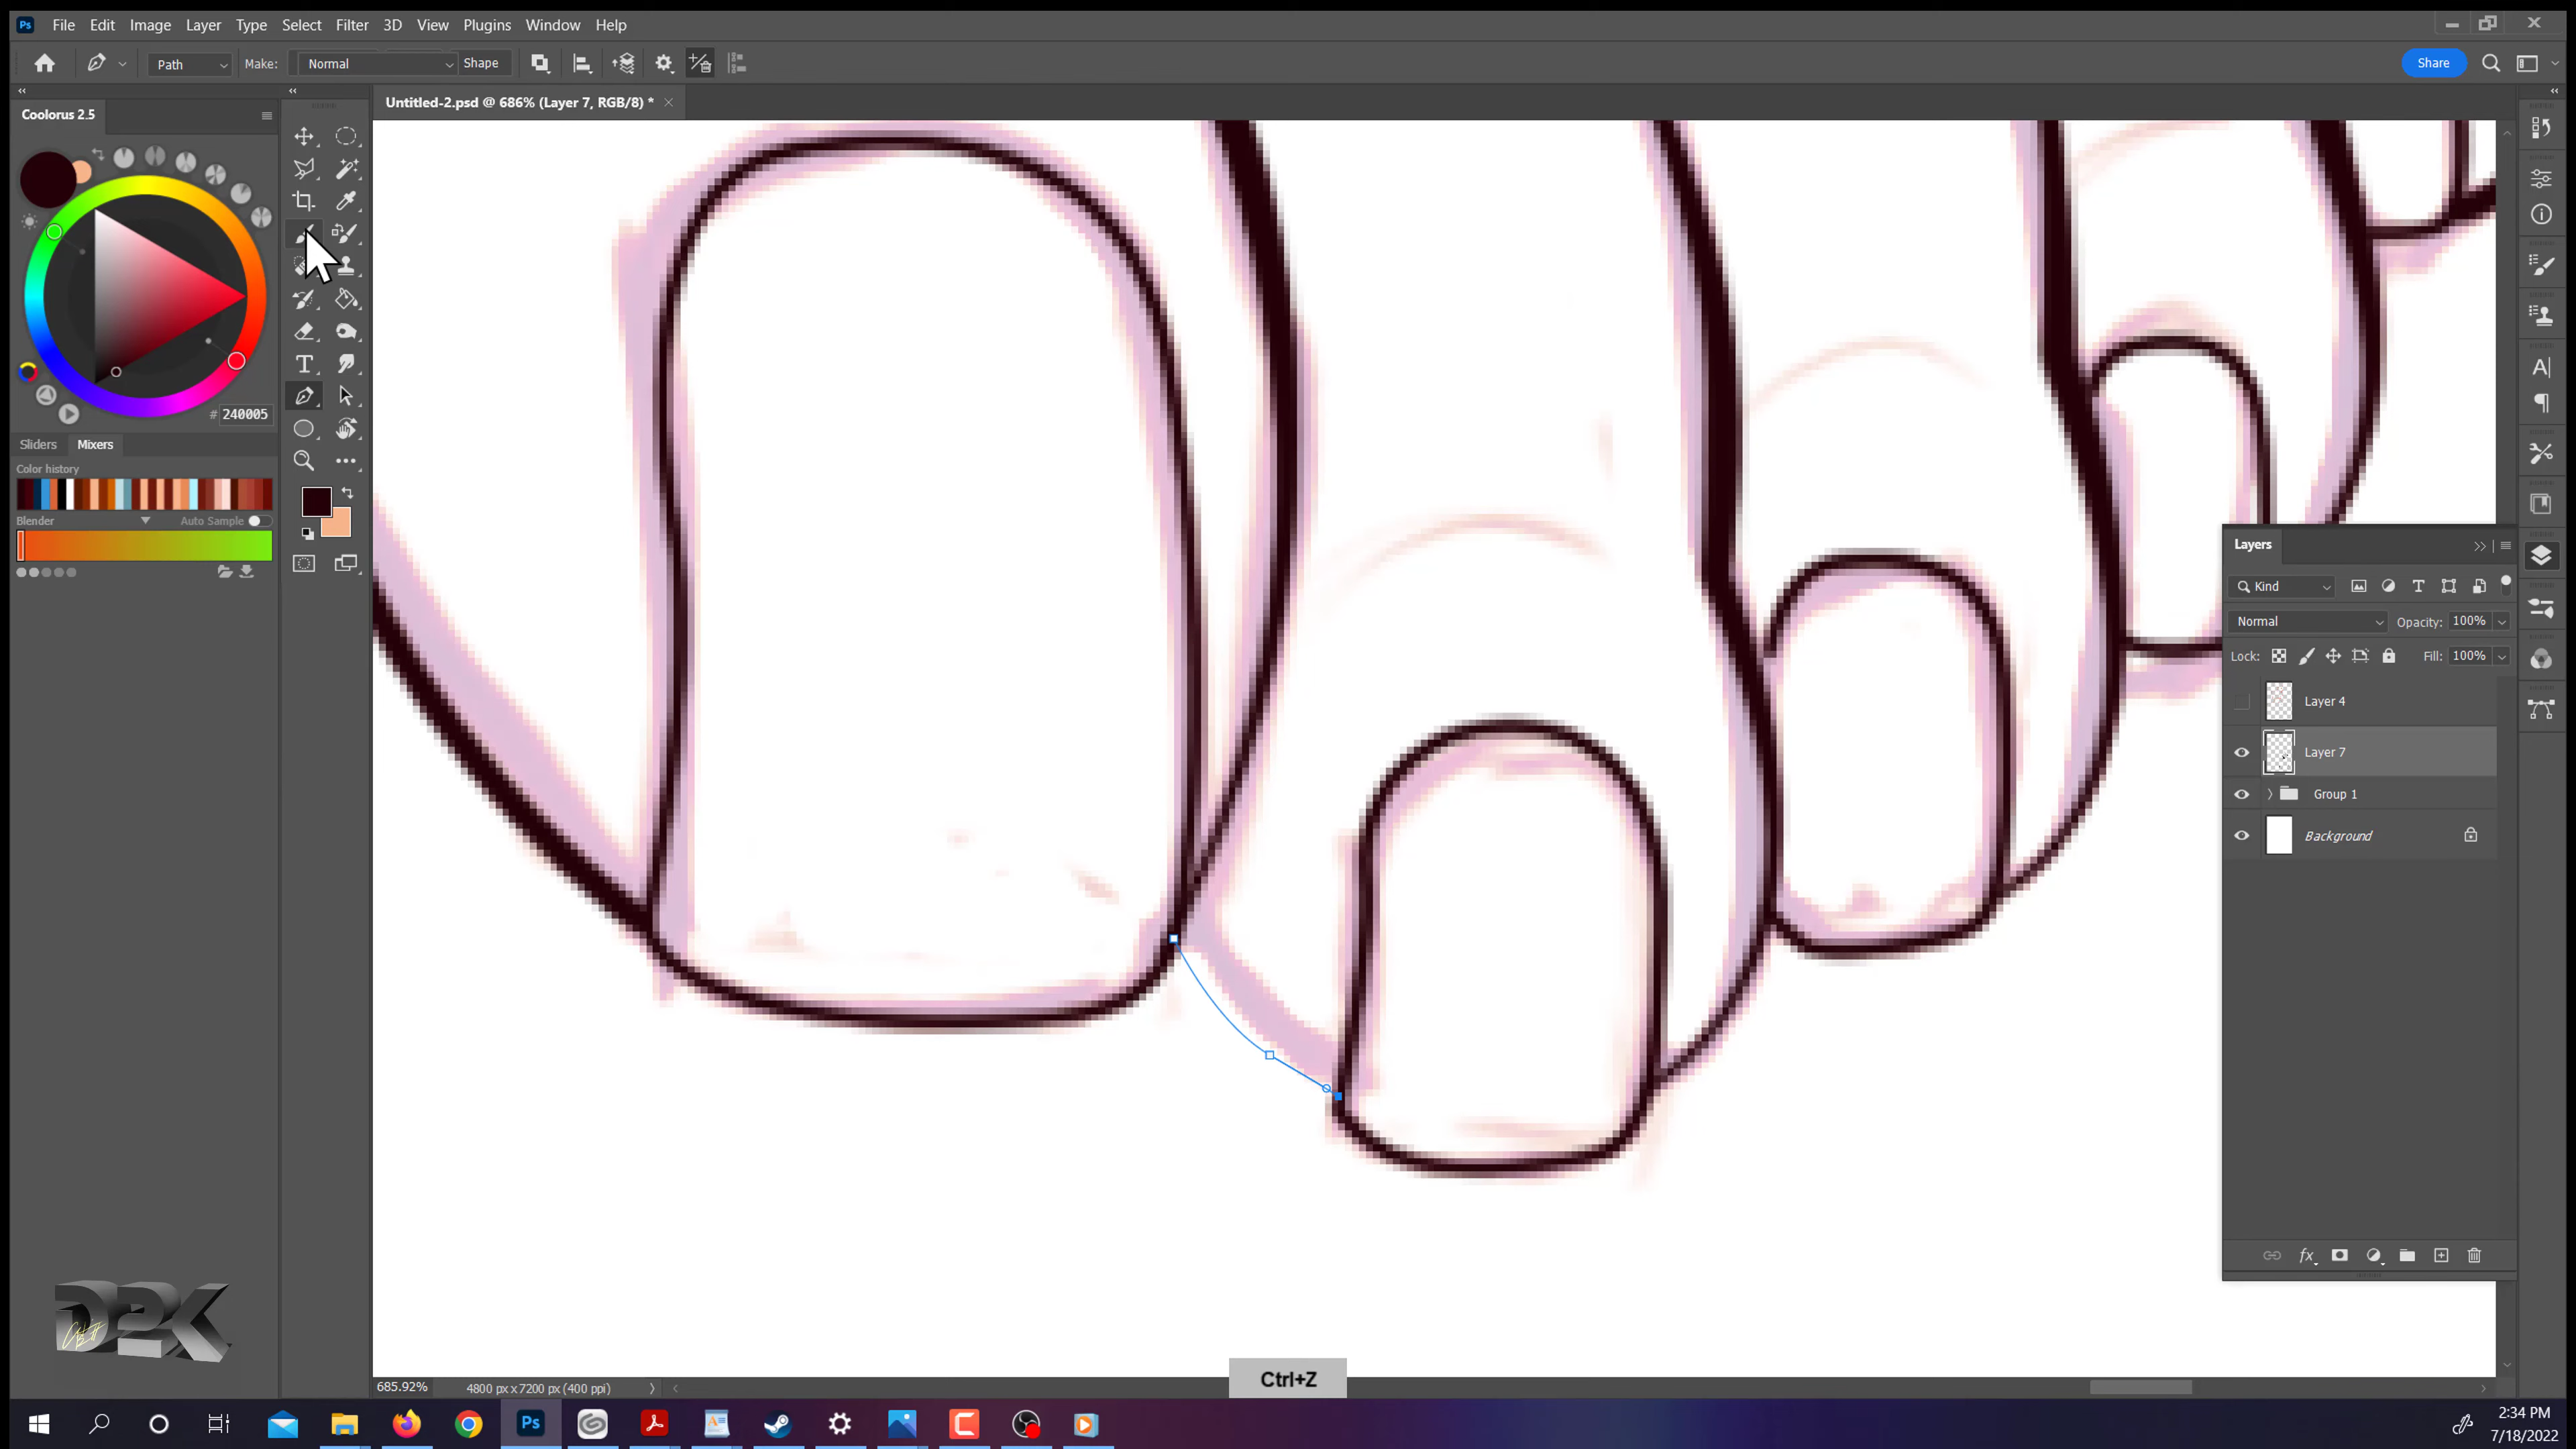 Ps File Edit Image Layer Type Select Filter 3D View Plugins Window Help
Path Make: Normal Shape Share
Coolorus 2.5
Untitled-2.psd @ 686% (Layer 7, RGB/8) *
# 240005
Sliders Mixers
Color history
Blender Auto Sample
Layers
Kind
Normal Opacity: 100%
Lock: Fill: 100%
Layer 4
Layer 7
Group 1
Background
D2K
Ctrl+Z
685.92% 4800 px x 7200 px (400 ppi)
Ps
2:34 PM
7/18/2022